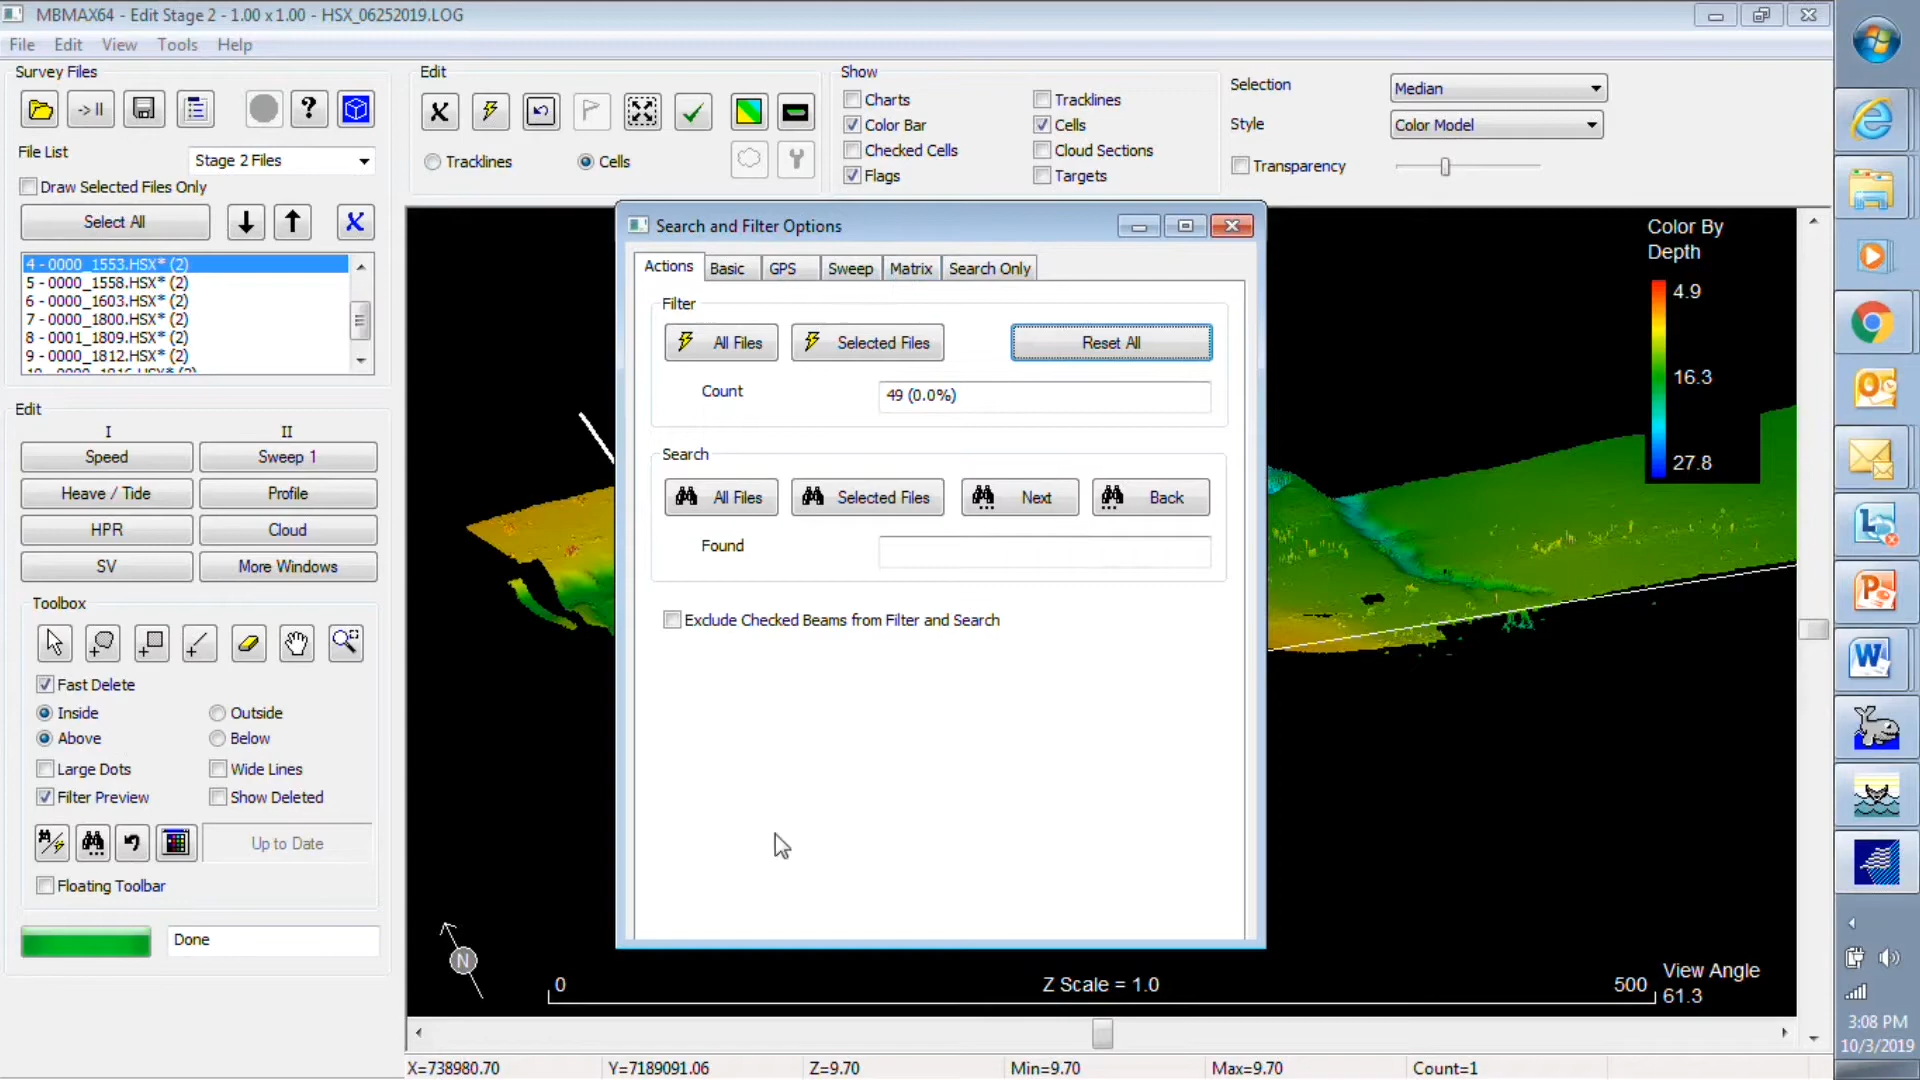 MBMAX64 - Edit Stage 2 - 1.00 x 1.00 - HSX_06252019.LOG
File Edit View Tools Help
Survey Files
->II
?
File List
Stage 2 Files
Draw Selected Files Only
Select All
X
4 - 0000_1553.HSX* (2)
5 - 0000_1558.HSX* (2)
6 - 0000_1603.HSX* (2)
7 - 0000_1800.HSX* (2)
8 - 0001_1809.HSX* (2)
9 - 0000_1812.HSX* (2)
10 - 0000_1816.HSX* (2)
Edit
I II
Speed Sweep 1
Heave / Tide Profile
HPR Cloud
SV More Windows
Toolbox
Fast Delete
Inside Outside
Above Below
Large Dots Wide Lines
Filter Preview Show Deleted
Up to Date
Floating Toolbar
Done
Edit
X
Tracklines Cells
Show
Charts Tracklines
Color Bar Cells
Checked Cells Cloud Sections
Flags Targets
Selection Median
Style Color Model
Transparency
Search and Filter Options
Actions Basic GPS Sweep Matrix Search Only
Filter
All Files Selected Files Reset All
Count 49 (0.0%)
Search
All Files Selected Files Next Back
Found
Exclude Checked Beams from Filter and Search
Color By
Depth
4.9
16.3
27.8
N
0 Z Scale = 1.0 500
View Angle
61.3
X=738980.70 Y=7189091.06 Z=9.70 Min=9.70 Max=9.70 Count=1
3:08 PM
10/3/2019